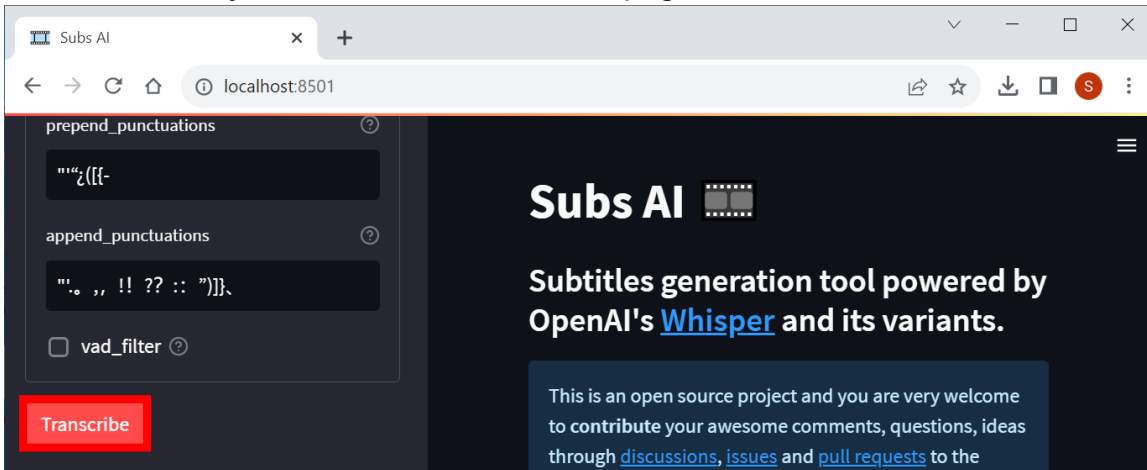 Subs AI
localhost:8501
S
prepend_punctuations
"'“¿([{-
append_punctuations
"'.。,，!！?？:：”)]}、
vad_filter
Transcribe
Subs AI
Subtitles generation tool powered by
OpenAI's Whisper and its variants.
This is an open source project and you are very welcome
to contribute your awesome comments, questions, ideas
through discussions, issues and pull requests to the